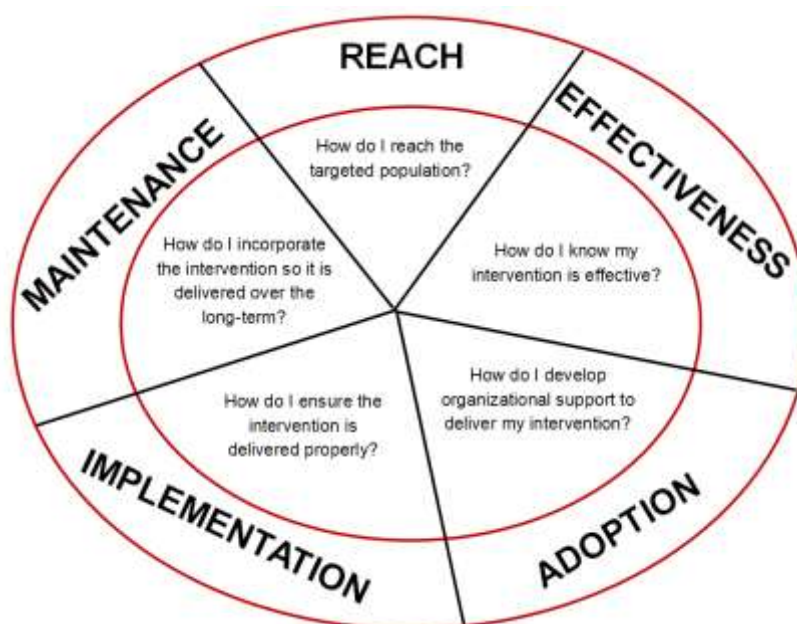 REACH
How do I reach the
targeted population?
EFFECTIVENESS
How do I know my
intervention is effective?
ADOPTION
How do I develop
organizational support to
deliver my intervention?
IMPLEMENTATION
How do I ensure the
intervention is
delivered properly?
MAINTENANCE
How do I incorporate
the intervention so it is
delivered over the
long-term?